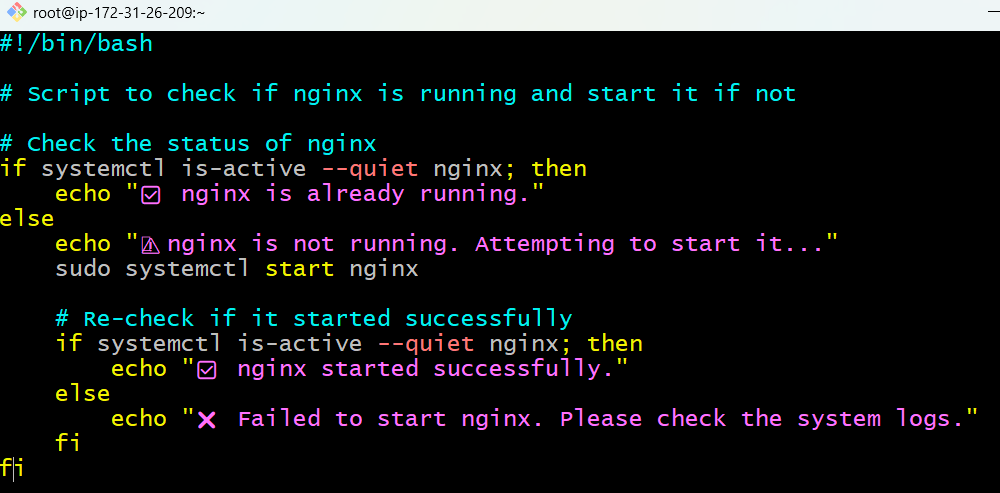 root@ip-172-31-26-209:~
#!/bin/bash
# Script to check if nginx is running and start it if not
# Check the status of nginx
if systemctl is-active --quiet nginx; then
    echo "☑ nginx is already running."
else
    echo "⚠ nginx is not running. Attempting to start it..."
    sudo systemctl start nginx
    # Re-check if it started successfully
    if systemctl is-active --quiet nginx; then
        echo "☑ nginx started successfully."
    else
        echo "❌ Failed to start nginx. Please check the system logs."
    fi
fi